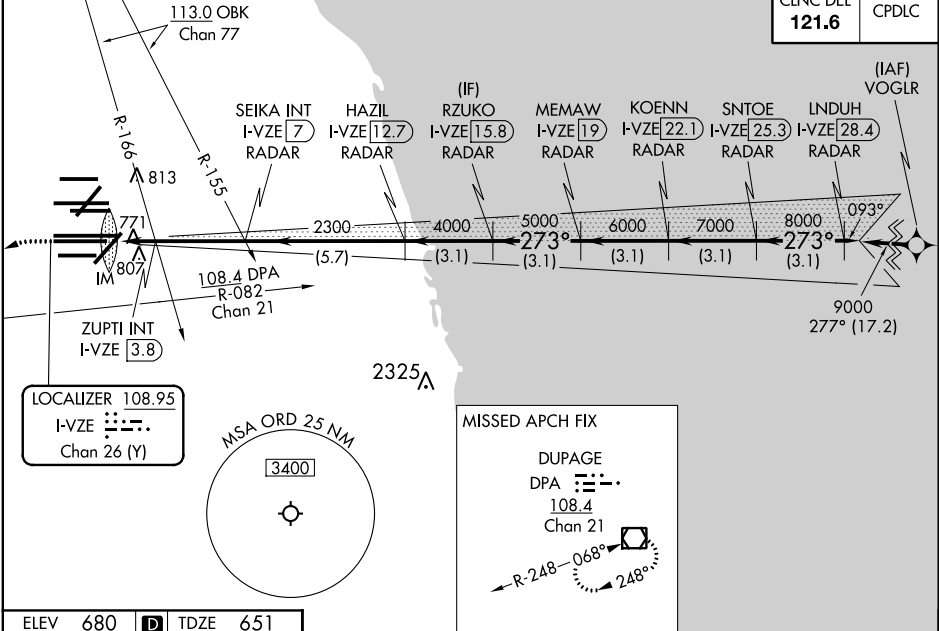 113.0 OBK
Chan 77
CLNC DEL
121.6
CPDLC
R-166
R-155
SEIKA INT
I-VZE 7
RADAR
HAZIL
I-VZE 12.7
RADAR
(IF)
RZUKO
I-VZE 15.8
RADAR
MEMAW
I-VZE 19
RADAR
KOENN
I-VZE 22.1
RADAR
SNTOE
I-VZE 25.3
RADAR
LNDUH
I-VZE 28.4
RADAR
(IAF)
VOGLR
813
771
807
IM
2300
4000
5000
6000
7000
8000
093°
273°
273°
(5.7)
(3.1)
(3.1)
(3.1)
(3.1)
(3.1)
108.4 DPA
R-082
Chan 21
9000
277° (17.2)
ZUPTI INT
I-VZE 3.8
2325
LOCALIZER 108.95
I-VZE
Chan 26 (Y)
MSA ORD 25 NM
3400
MISSED APCH FIX
DUPAGE
DPA
108.4
Chan 21
R-248
068°
248°
ELEV 680 D TDZE 651